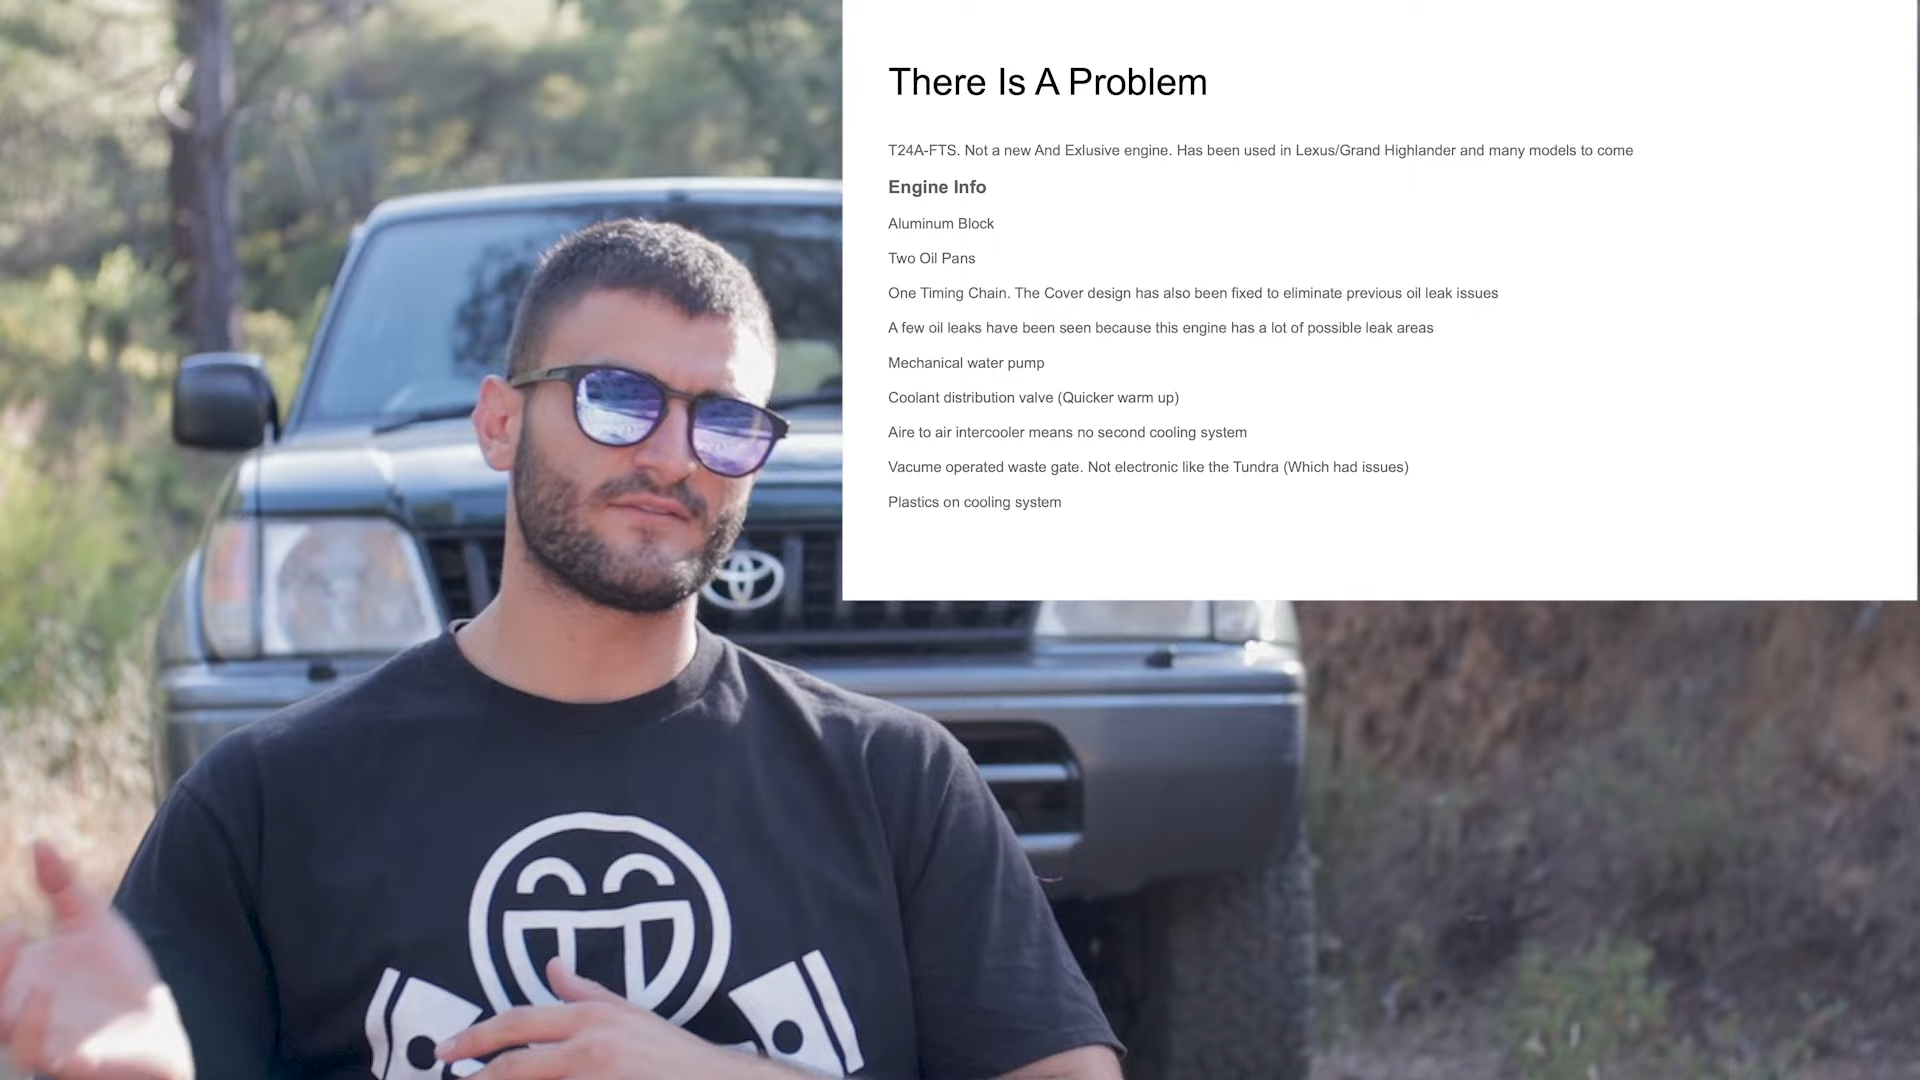 There Is A Problem
T24A-FTS. Not a new And Exlusive engine. Has been used in Lexus/Grand Highlander and many models to come
Engine Info
Aluminum Block
Two Oil Pans
One Timing Chain. The Cover design has also been fixed to eliminate previous oil leak issues
A few oil leaks have been seen because this engine has a lot of possible leak areas
Mechanical water pump
Coolant distribution valve (Quicker warm up)
Aire to air intercooler means no second cooling system
Vacume operated waste gate. Not electronic like the Tundra (Which had issues)
Plastics on cooling system